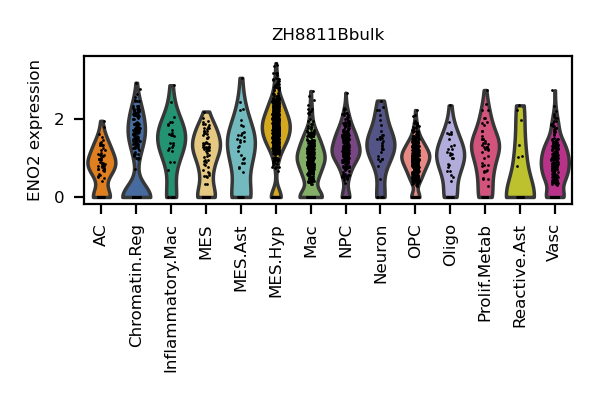 ZH8811Bbulk
ENO2 expression
2
0
AC
Chromatin.Reg
Inflammatory.Mac
MES
MES.Ast
MES.Hyp
Mac
NPC
Neuron
OPC
Oligo
Prolif.Metab
Reactive.Ast
Vasc